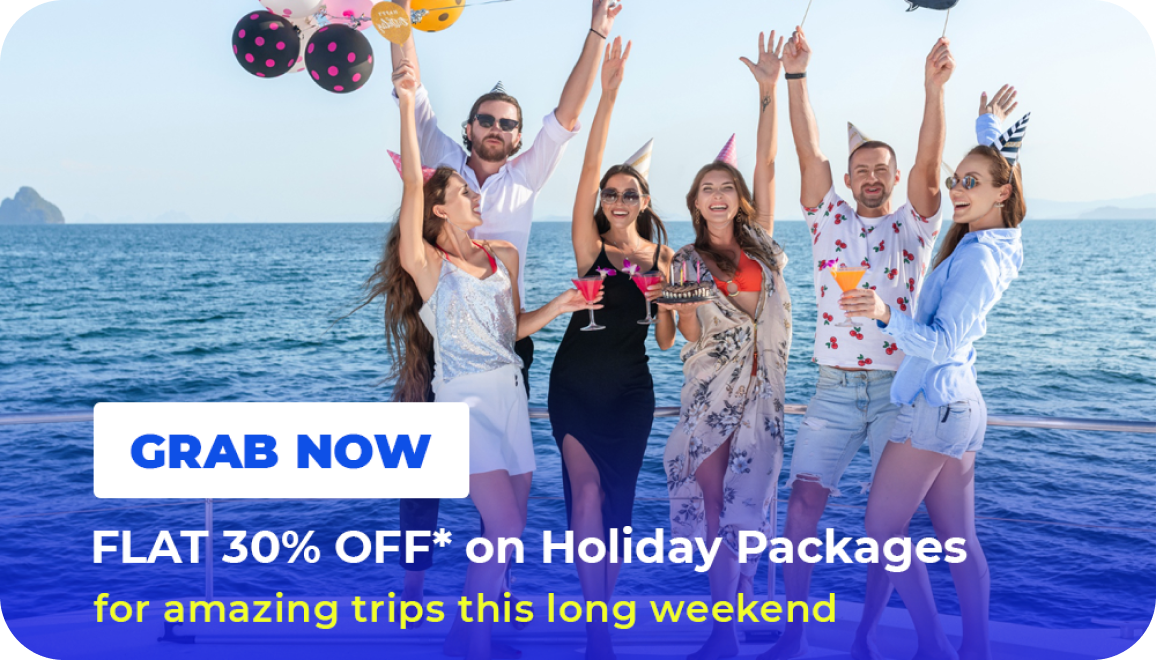 GRAB NOW
FLAT 30% OFF* on Holiday Packages
for amazing trips this long weekend